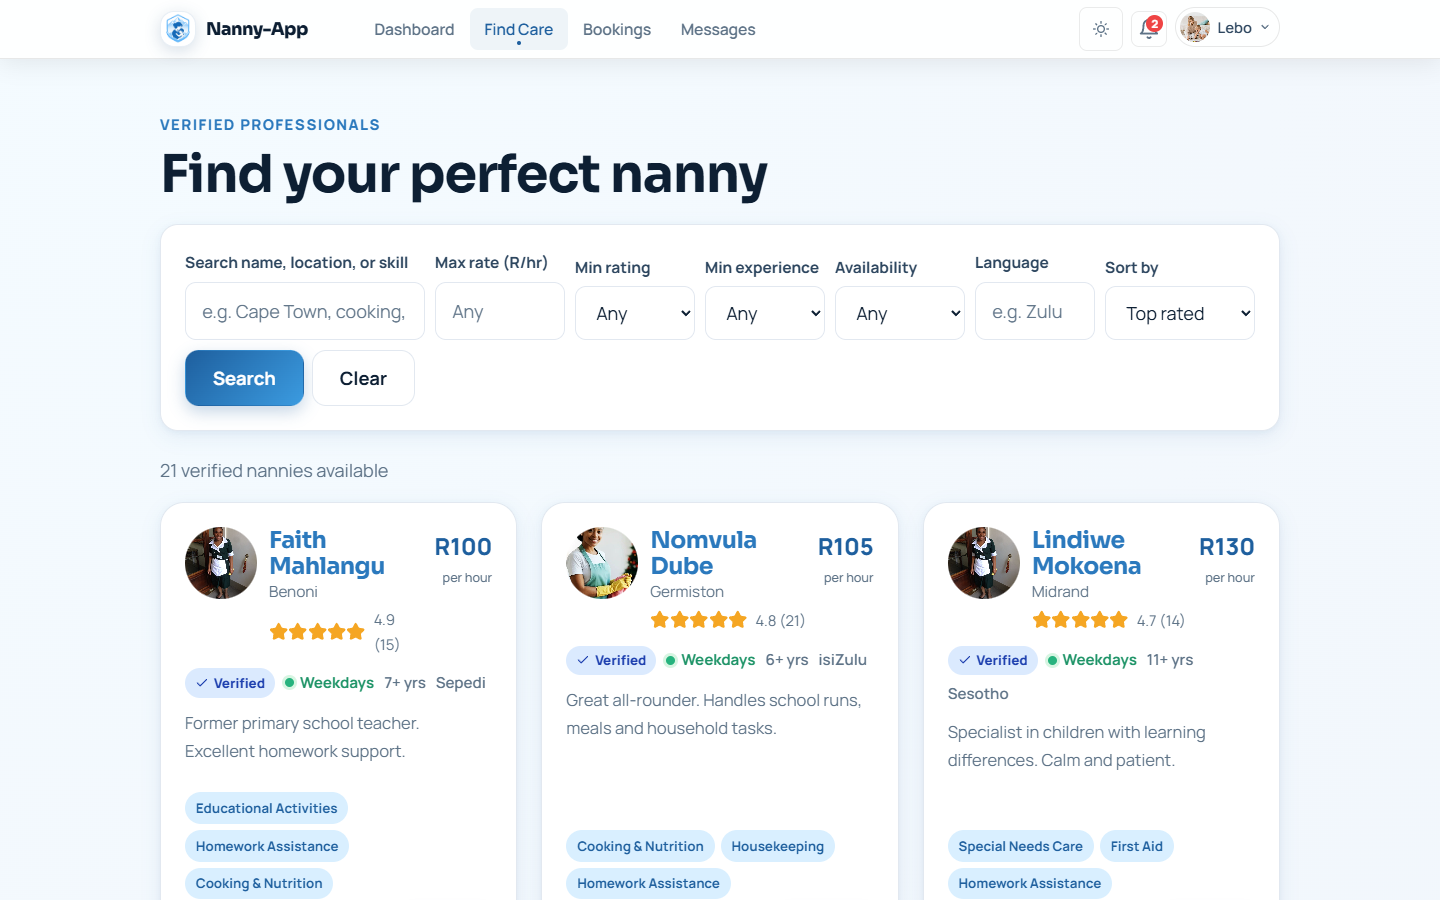 Nanny-App
Dashboard
Find Care
Bookings
Messages
2
Lebo
VERIFIED PROFESSIONALS
Find your perfect nanny
Search name, location, or skill
Max rate (R/hr)
Min rating
Min experience
Availability
Language
Sort by
e.g. Cape Town, cooking,
Any
Any
Any
Any
e.g. Zulu
Top rated
Search
Clear
21 verified nannies available
Faith
Mahlangu
Benoni
R100
per hour
4.9
(15)
Verified
Weekdays
7+ yrs
Sepedi
Former primary school teacher.
Excellent homework support.
Educational Activities
Homework Assistance
Cooking & Nutrition
Nomvula
Dube
Germiston
R105
per hour
4.8 (21)
Verified
Weekdays
6+ yrs
isiZulu
Great all-rounder. Handles school runs,
meals and household tasks.
Cooking & Nutrition
Housekeeping
Homework Assistance
Lindiwe
Mokoena
Midrand
R130
per hour
4.7 (14)
Verified
Weekdays
11+ yrs
Sesotho
Specialist in children with learning
differences. Calm and patient.
Special Needs Care
First Aid
Homework Assistance